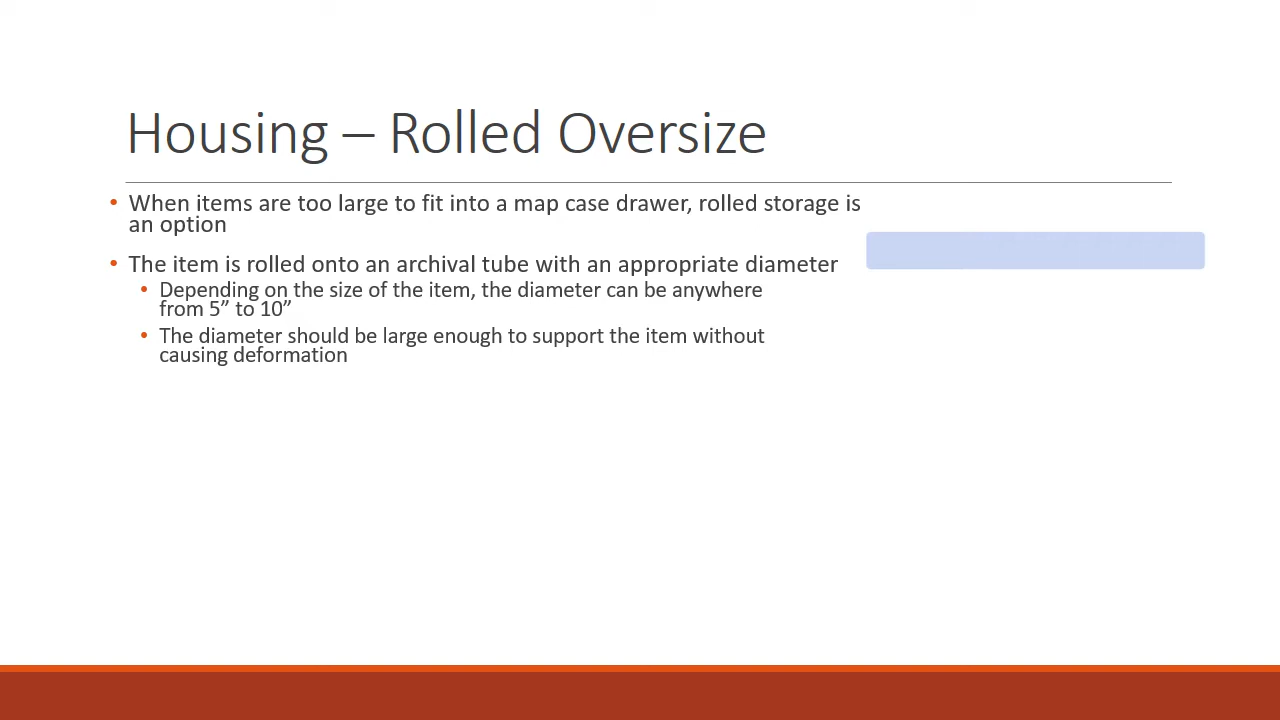 Housing – Rolled Oversize
• When items are too large to fit into a map case drawer, rolled storage is
an option
• The item is rolled onto an archival tube with an appropriate diameter
• Depending on the size of the item, the diameter can be anywhere
from 5” to 10”
• The diameter should be large enough to support the item without
causing deformation